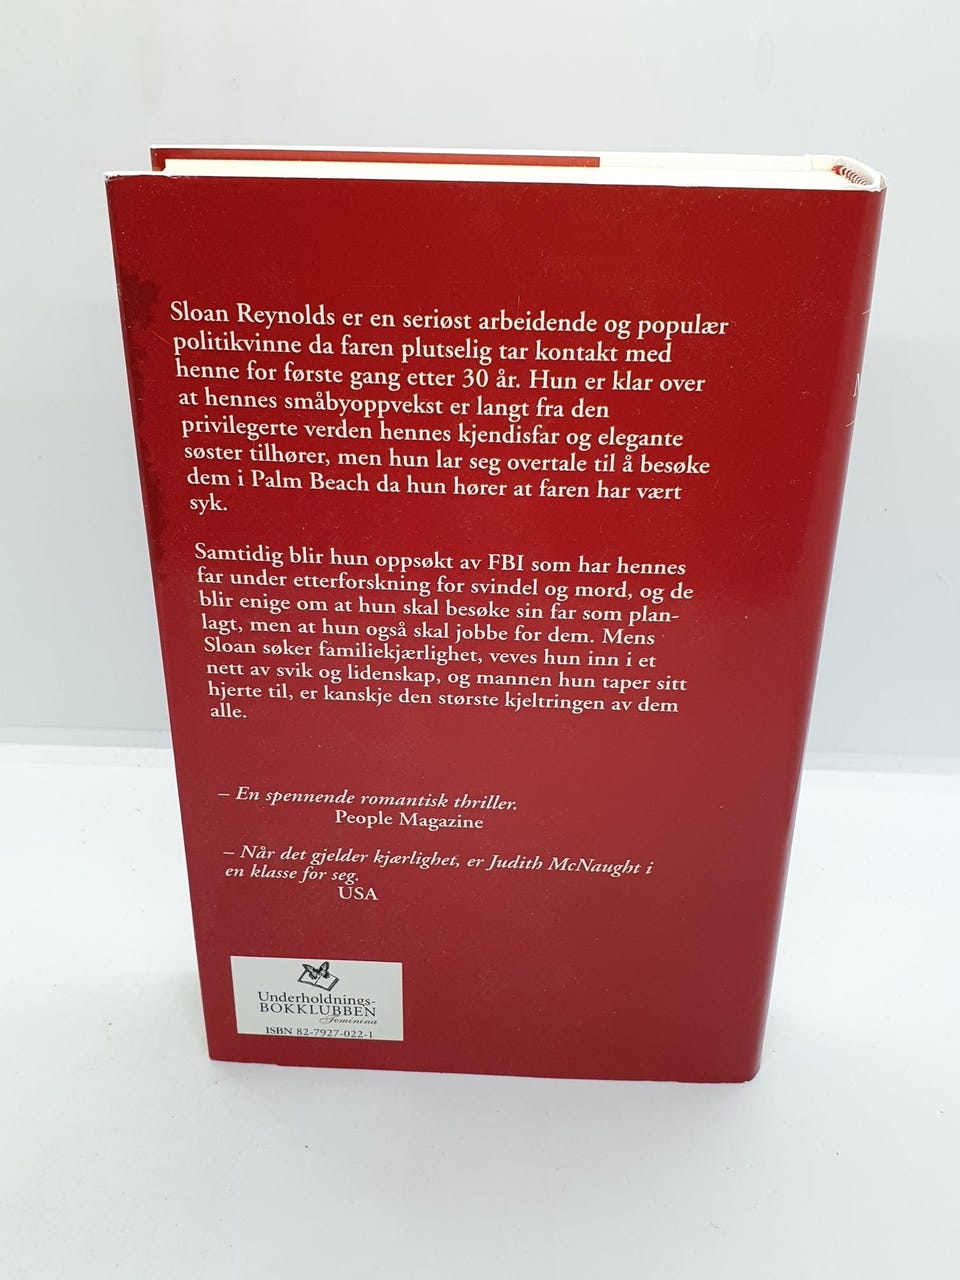 Sloan Reynolds er en seriøst arbeidende og populær
politikvinne da faren plutselig tar kontakt med
henne for første gang etter 30 år. Hun er klar over
at hennes småbyoppvekst er langt fra den
privilegerte verden hennes kjendisfar og elegante
søster tilhører, men hun lar seg overtale til å besøke
dem i Palm Beach da hun hører at faren har vært
syk.
Samtidig blir hun oppsøkt av FBI som har hennes
far under etterforskning for svindel og mord, og de
blir enige om at hun skal besøke sin far som plan-
lagt, men at hun også skal jobbe for dem. Mens
Sloan søker familiekjærlighet, veves hun inn i et
nett av svik og lidenskap, og mannen hun taper sitt
hjerte til, er kanskje den største kjeltringen av dem
alle.
– En spennende romantisk thriller.
People Magazine
– Når det gjelder kjærlighet, er Judith McNaught i
en klasse for seg.
USA
Underholdnings-
BOKKLUBBEN
Feminina
ISBN 82-7927-022-1